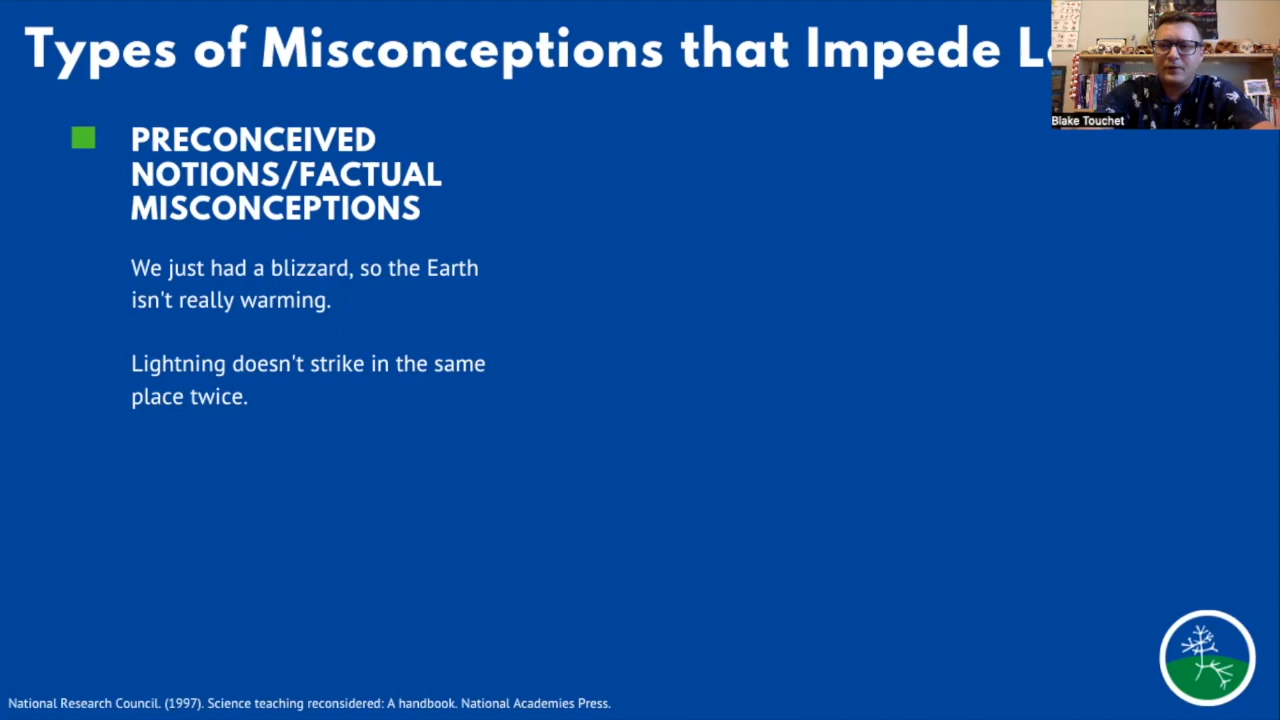 Types of Misconceptions that Impede
Blake Touchet
PRECONCEIVED
NOTIONS/FACTUAL
MISCONCEPTIONS
We just had a blizzard, so the Earth
isn't really warming.
Lightning doesn't strike in the same
place twice.
National Research Council. (1997). Science teaching reconsidered: A handbook. National Academies Press.